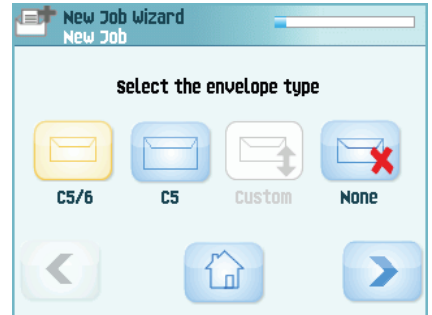 New Job Wizard
New Job
Select the envelope type
C5/6 C5 Custom None